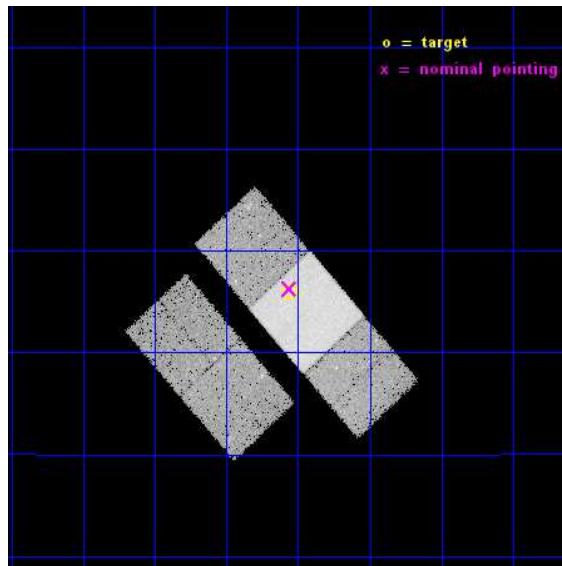 o = target
x = nominal pointing